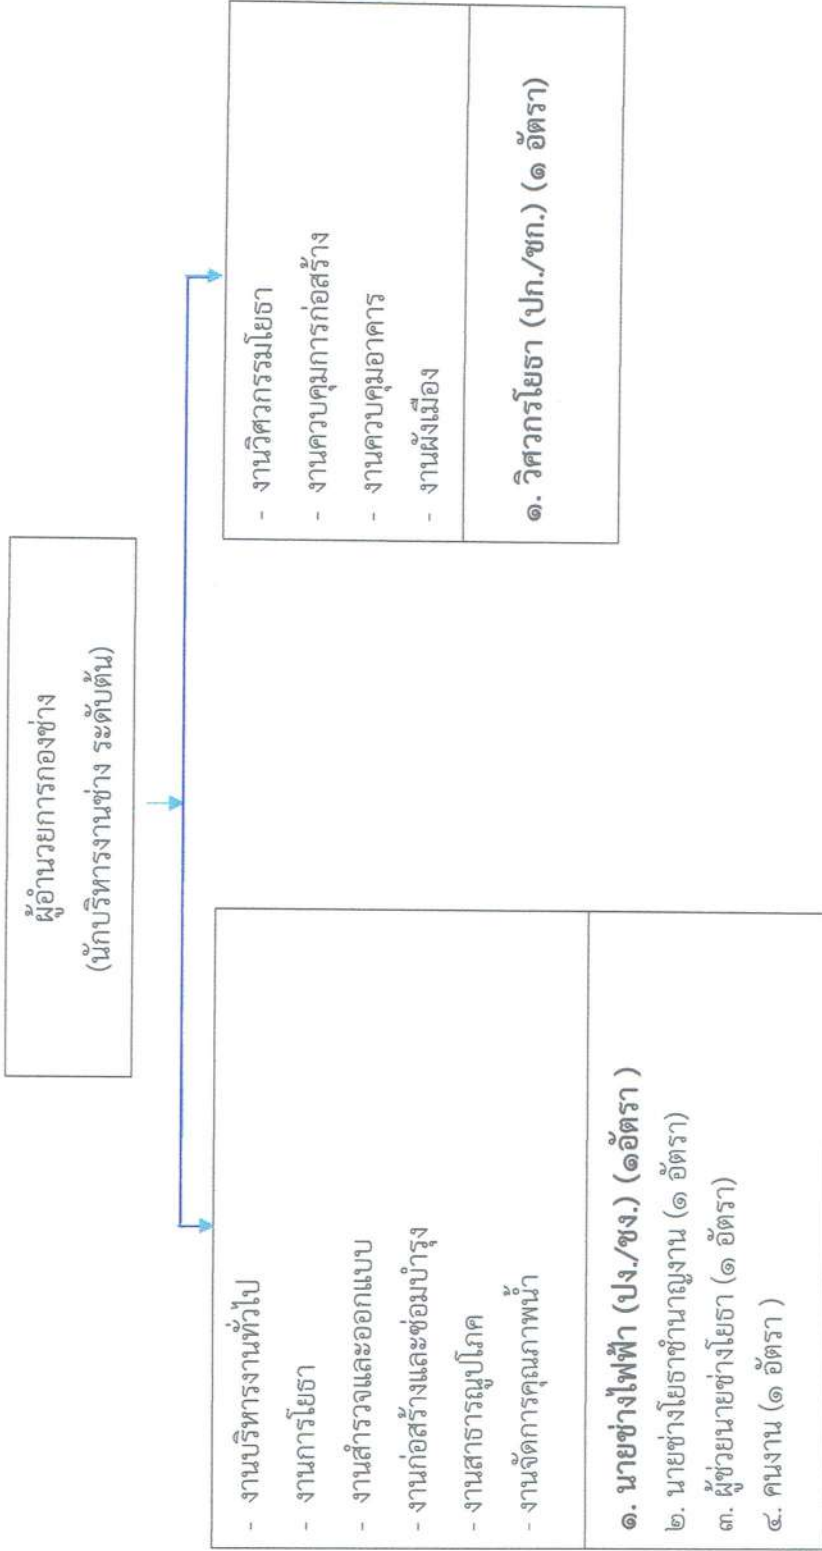 ผู้อำนวยการกองช่าง
(นักบริหารงานช่าง ระดับต้น)
- งานบริหารงานทั่วไป
- งานการโยธา
- งานสำรวจและออกแบบ
- งานก่อสร้างและซ่อมบำรุง
- งานสาธารณูปโภค
- งานจัดการคุณภาพน้ำ
๑. นายช่างไฟฟ้า (ปง./ชง.) (๑อัตรา )
๒. นายช่างโยธาชำนาญงาน (๑ อัตรา)
๓. ผู้ช่วยนายช่างโยธา (๑ อัตรา)
๔. คนงาน (๑ อัตรา )
- งานวิศวกรรมโยธา
- งานควบคุมการก่อสร้าง
- งานควบคุมอาคาร
- งานผังเมือง
๑. วิศวกรโยธา (ปก./ชก.) (๑ อัตรา)